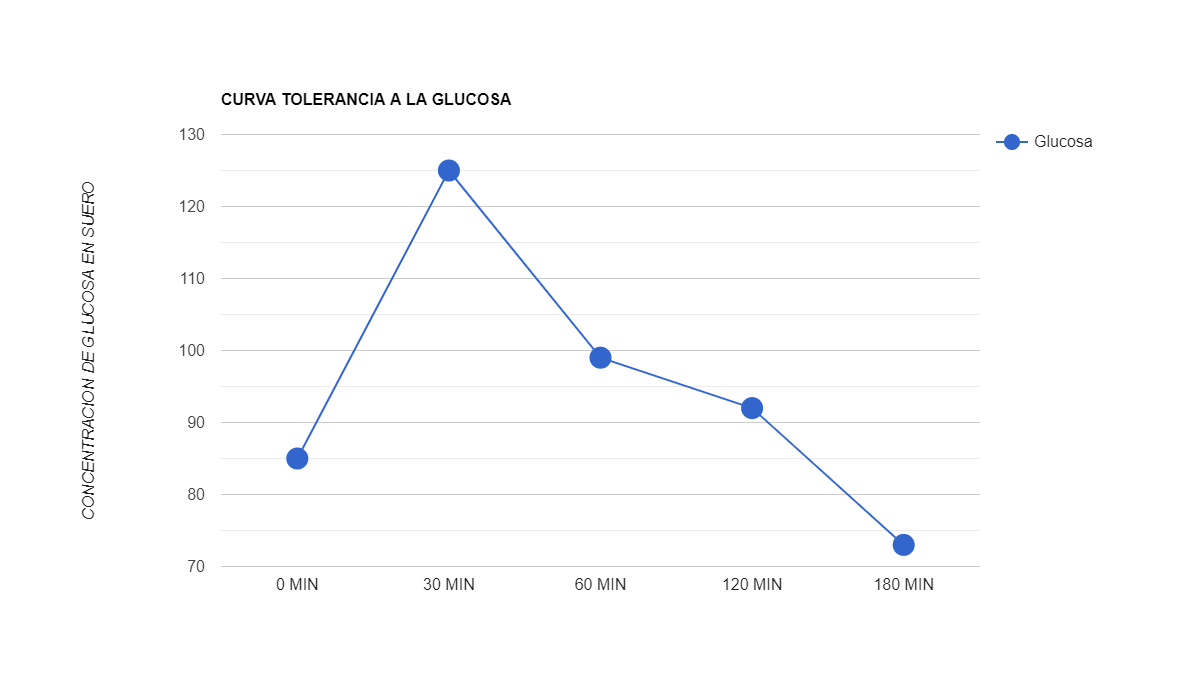 CURVA TOLERANCIA A LA GLUCOSA
Glucosa
CONCENTRACION DE GLUCOSA EN SUERO
130
120
110
100
90
80
70
0 MIN
30 MIN
60 MIN
120 MIN
180 MIN